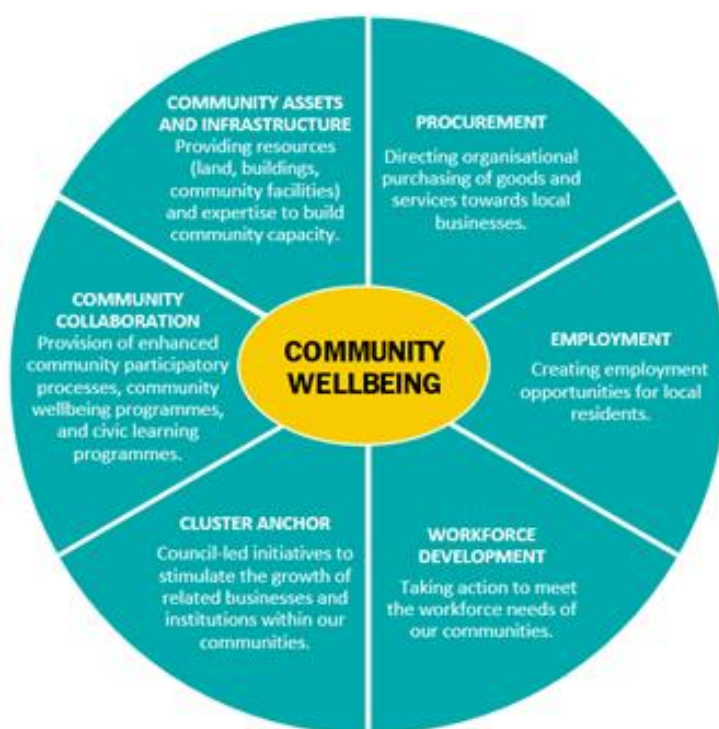 COMMUNITY ASSETS
AND INFRASTRUCTURE
Providing resources
(land, buildings,
community facilities)
and expertise to build
community capacity.
PROCUREMENT
Directing organisational
purchasing of goods and
services towards local
businesses.
COMMUNITY
COLLABORATION
Provision of enhanced
community participatory
processes, community
wellbeing programmes,
and civic learning
programmes.
COMMUNITY
WELLBEING
EMPLOYMENT
Creating employment
opportunities for local
residents.
CLUSTER ANCHOR
Council-led initiatives to
stimulate the growth of
related businesses and
institutions within our
communities.
WORKFORCE
DEVELOPMENT
Taking action to meet
the workforce needs of
our communities.